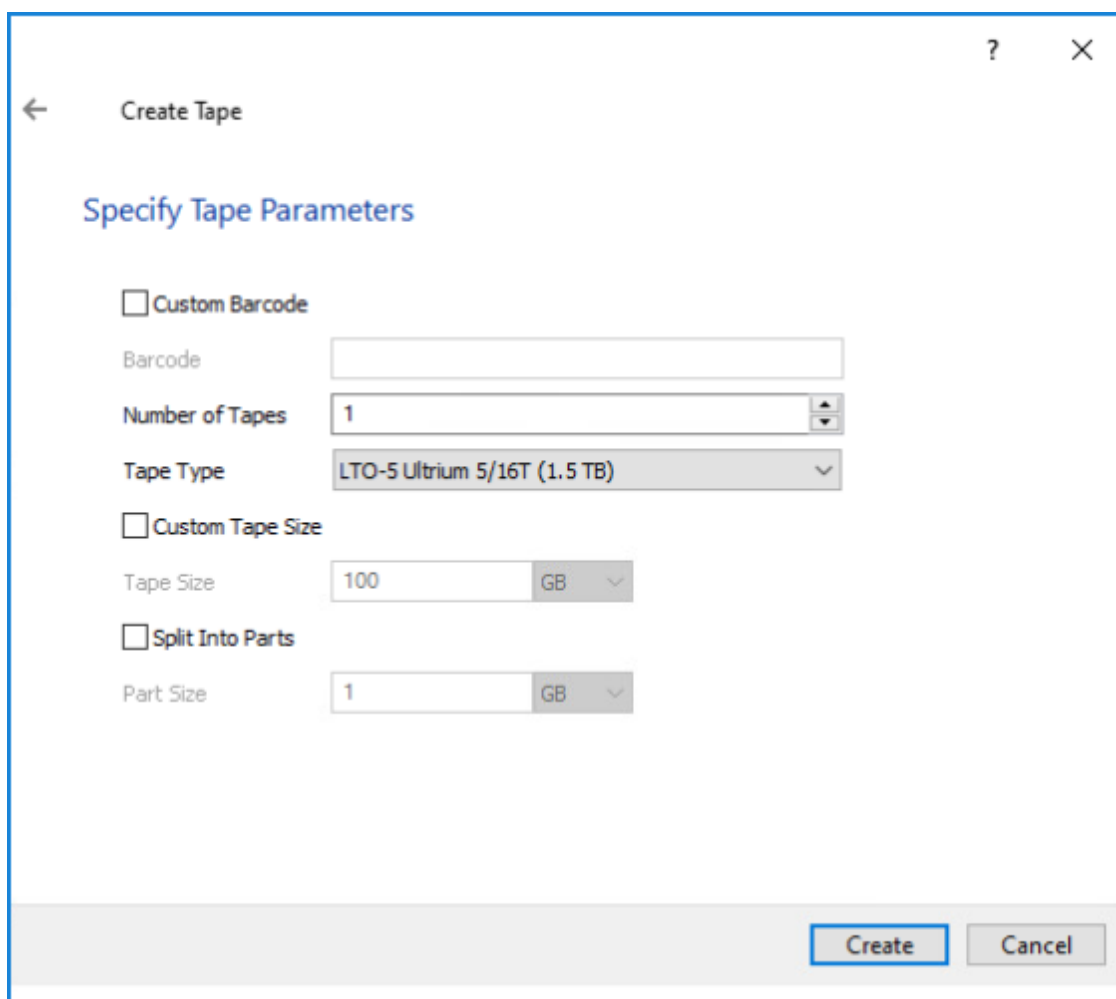 ?
Create Tape
Specify Tape Parameters
Custom Barcode
Barcode
Number of Tapes 1
Tape Type LTO-5 Ultrium 5/16T (1.5 TB)
Custom Tape Size
Tape Size 100 GB
Split Into Parts
Part Size 1 GB
Create Cancel